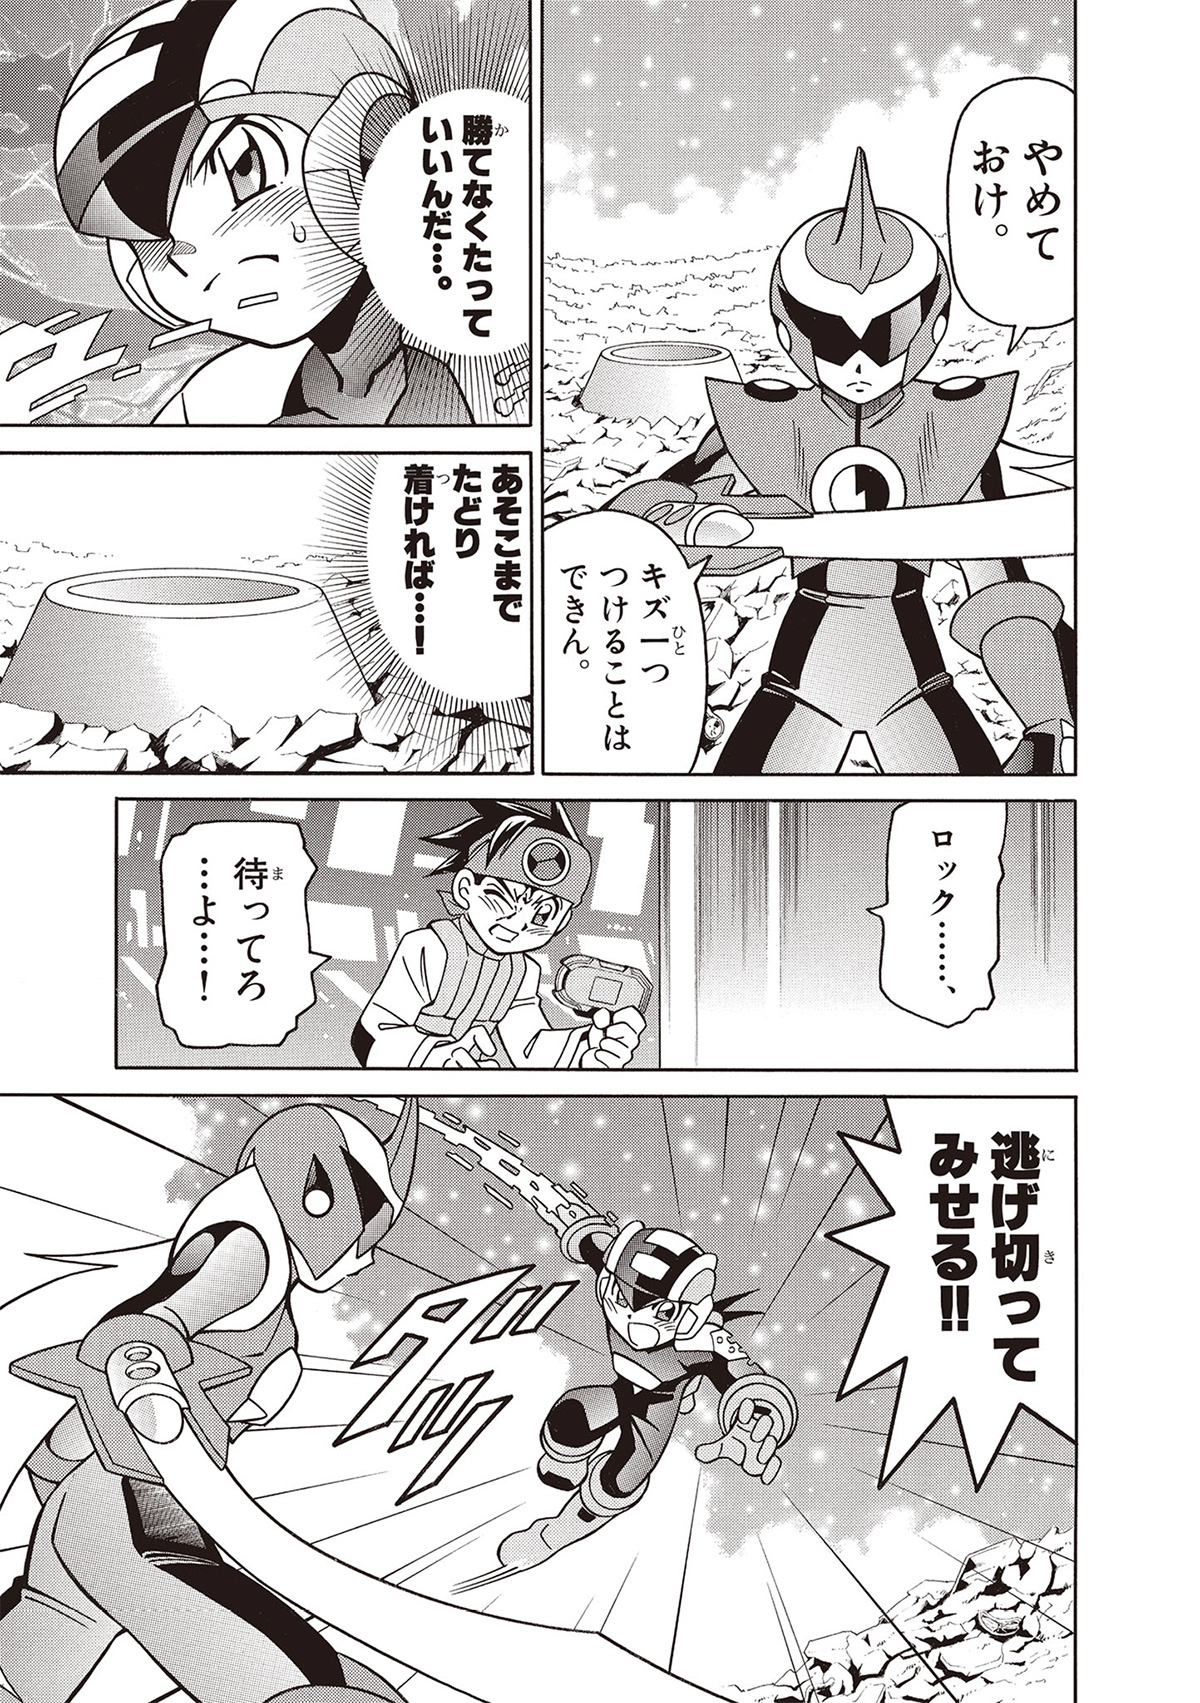 やめて
おけ。
キズ一つ
つけることは
できん。
勝てなくたって
いいんだ…。
あそこまで
たどり
着ければ…!
ロック……、
待ってろ
…よ…!
逃げ切って
みせる!!
ダッ